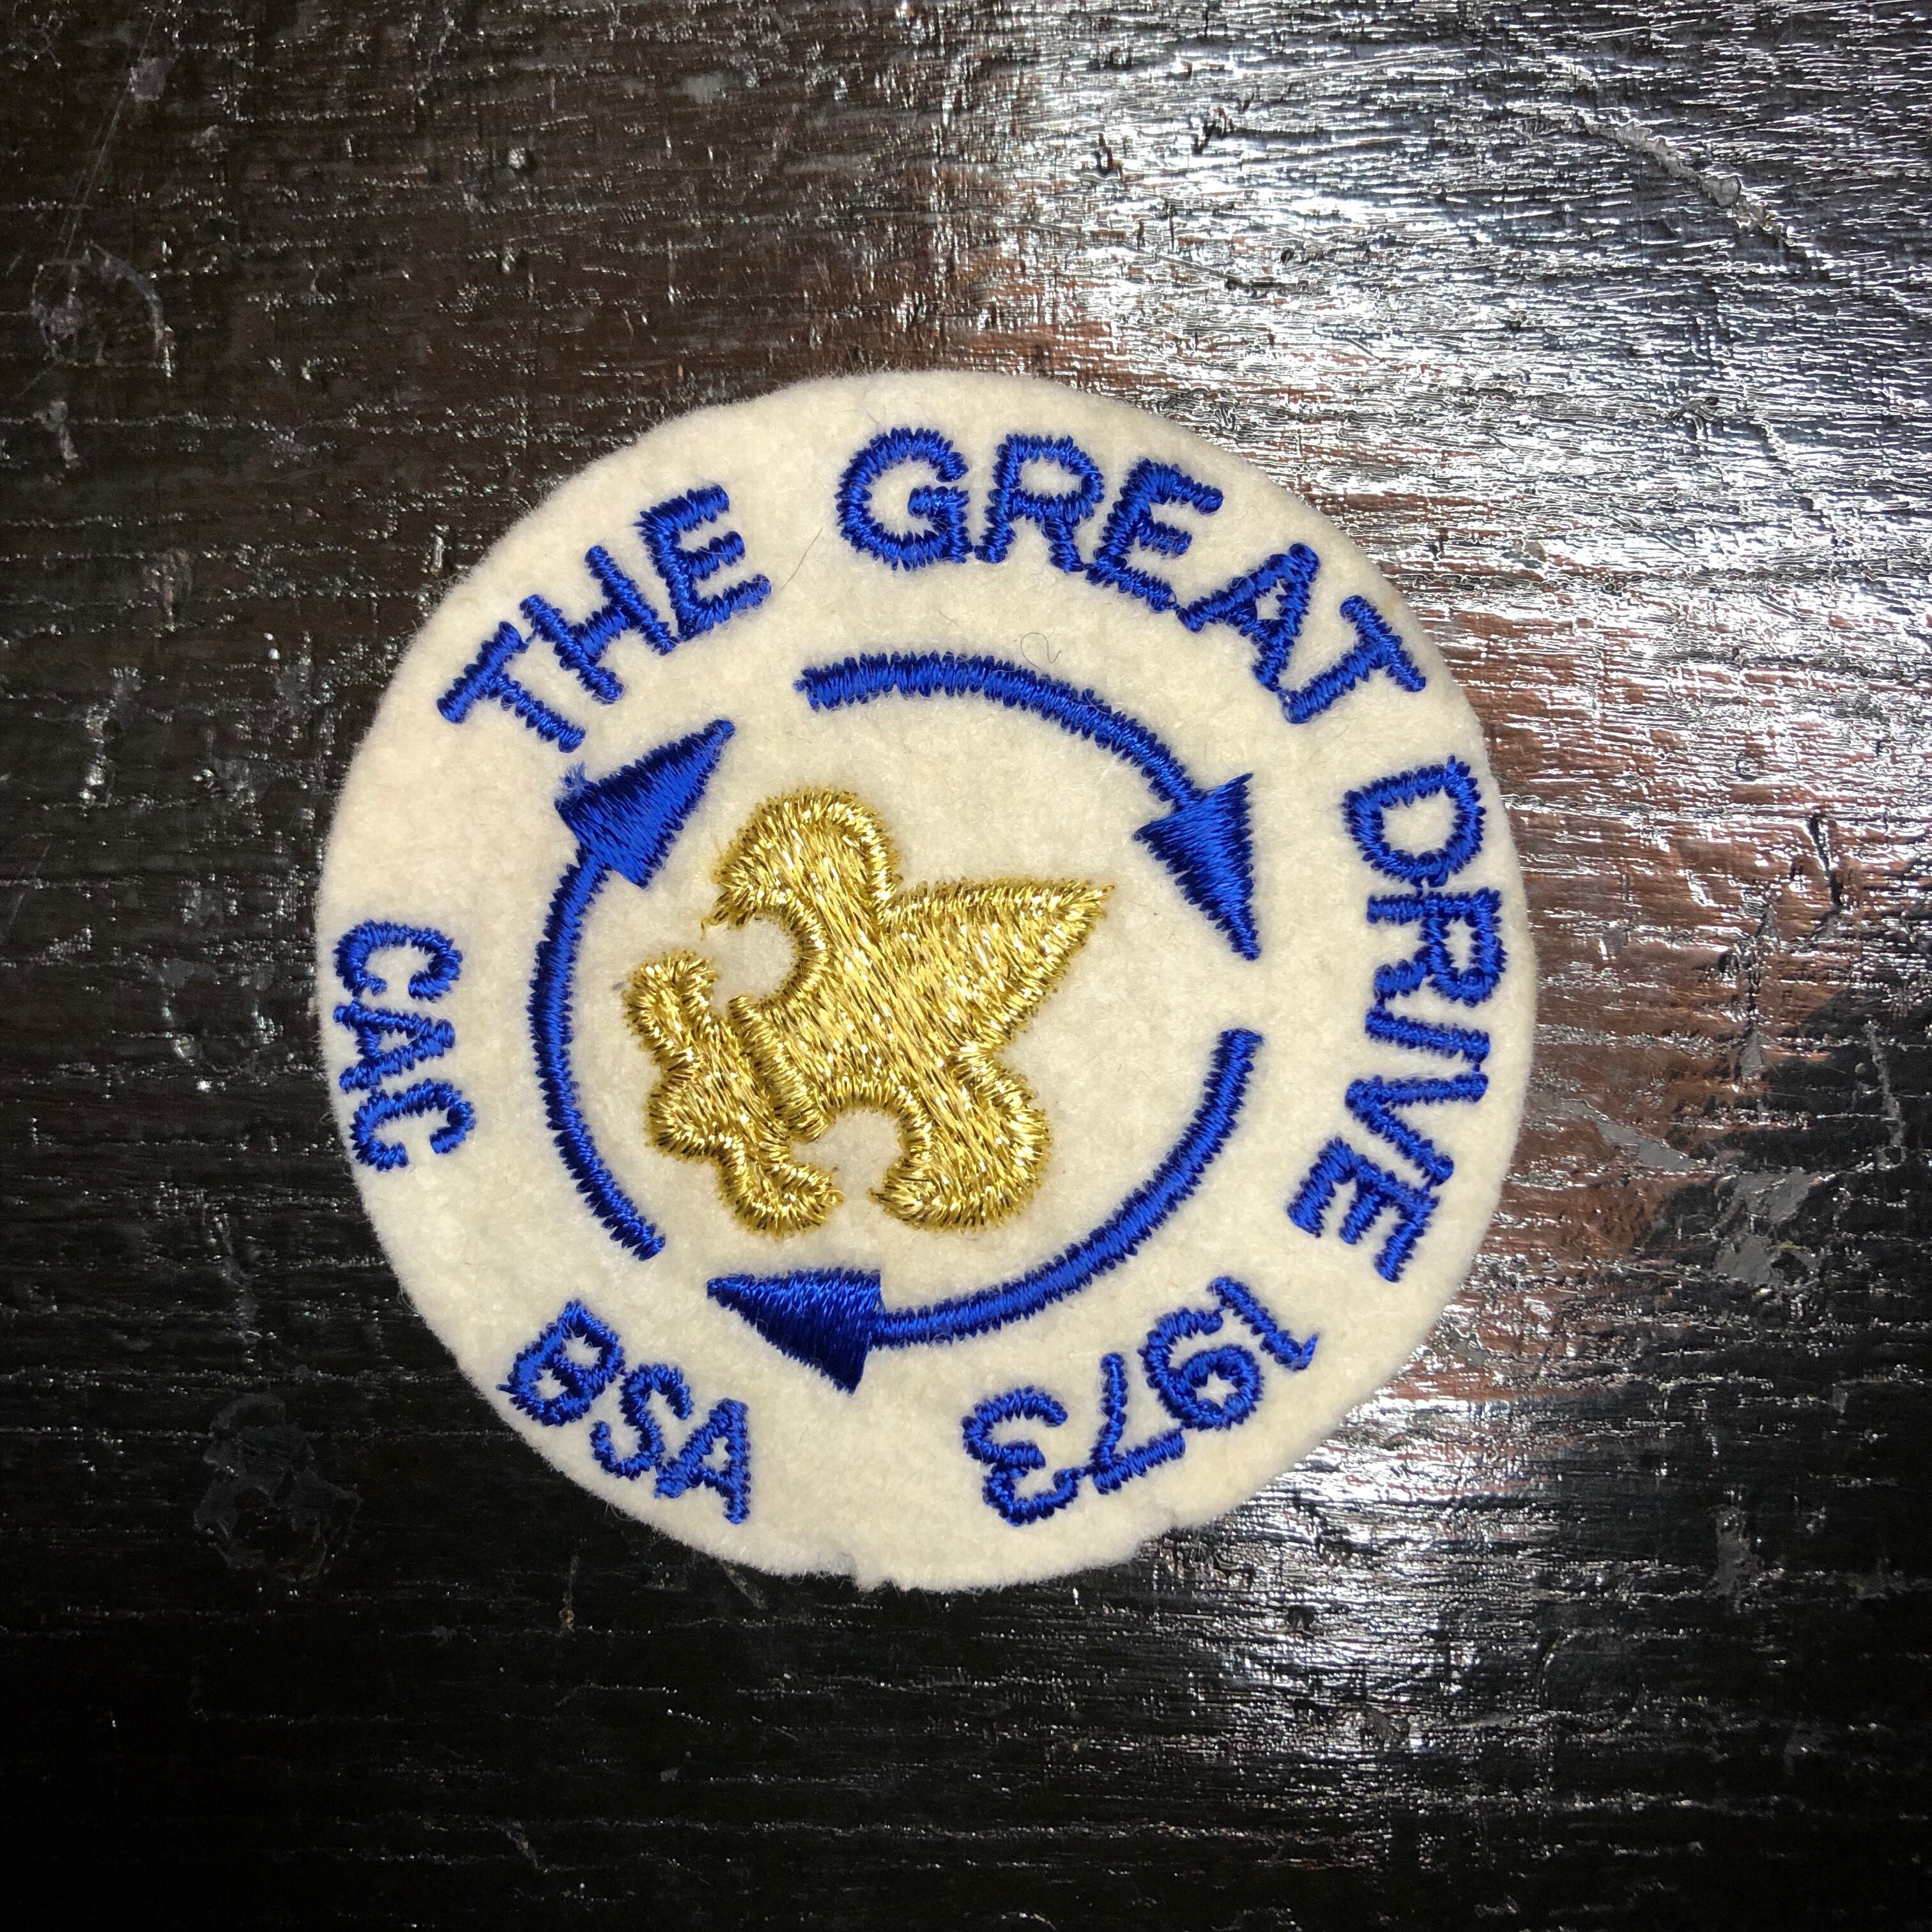 THE GREAT DRIVE
1973
BSA
CAC